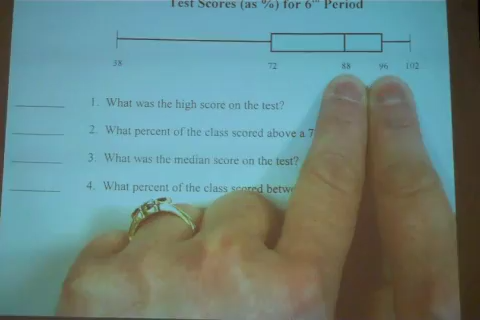 Test Scores (as %) for 6th Period
38 72 88 96 102
1. What was the high score on the test?
2. What percent of the class scored above a 7
3. What was the median score on the test?
4. What percent of the class scored betwe